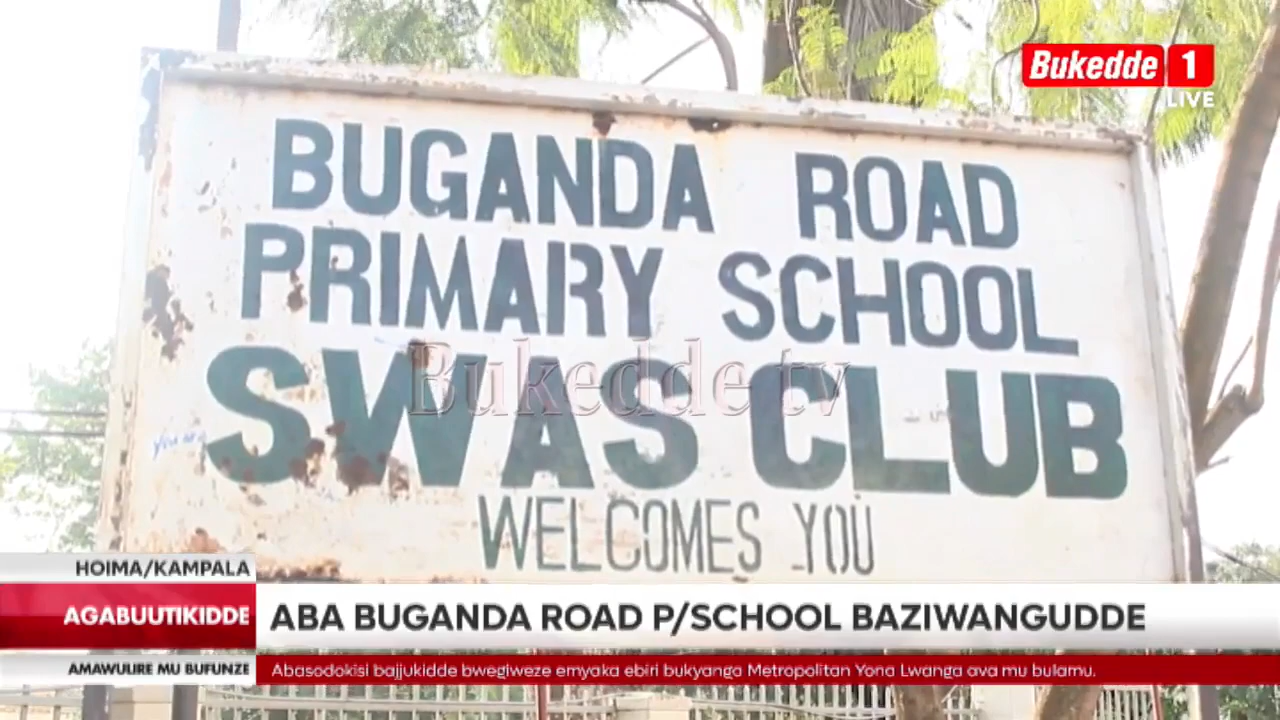 Bukedde 1
LIVE
BUGANDA ROAD
PRIMARY SCHOOL
SWAS CLUB
WELCOMES YOU
Bukedde tv
HOIMA/KAMPALA
AGABUUTIKIDDE
ABA BUGANDA ROAD P/SCHOOL BAZIWANGUDDE
AMAWULIRE MU BUFUNZE
Abasodokisi bajjukidde bwegiweze emyaka ebiri bukyanga Metropolitan Yona Lwanga ava mu bulamu.